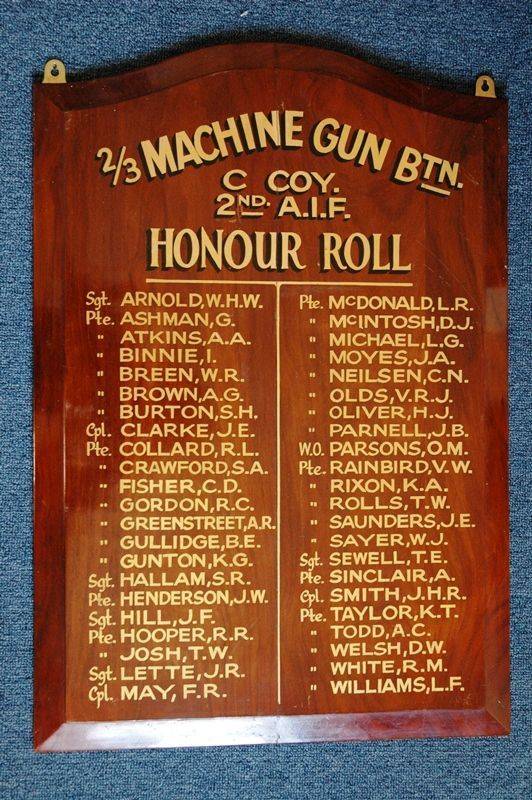 2/3 MACHINE GUN BTN.
C COY.
2ND. A.I.F.
HONOUR ROLL
Sgt. ARNOLD, W.H.W.
Pte. ASHMAN, G.
" ATKINS, A.A.
" BINNIE, I.
" BREEN, W.R.
" BROWN, A.G.
" BURTON, S.H.
Cpl. CLARKE, J.E.
Pte. COLLARD, R.L.
" CRAWFORD, S.A.
" FISHER, C.D.
" GORDON, R.C.
" GREENSTREET, A.R.
" GULLIDGE, B.E.
" GUNTON, K.G.
Sgt. HALLAM, S.R.
Pte. HENDERSON, J.W.
Sgt. HILL, J.F.
Pte. HOOPER, R.R.
" JOSH, T.W.
Sgt. LETTE, J.R.
Cpl. MAY, F.R.
Pte. McDONALD, L.R.
" McINTOSH, D.J.
" MICHAEL, L.G.
" MOYES, J.A.
" NEILSEN, C.N.
" OLDS, V.R.J.
" OLIVER, H.J.
" PARNELL, J.B.
W.O. PARSONS, O.M.
Pte. RAINBIRD, V.W.
" RIXON, K.A.
" ROLLS, T.W.
" SAUNDERS, J.E.
" SAYER, W.J.
Sgt. SEWELL, T.E.
Pte. SINCLAIR, A.
Cpl. SMITH, J.H.R.
Pte. TAYLOR, K.T.
" TODD, A.C.
" WELSH, D.W.
" WHITE, R.M.
" WILLIAMS, L.F.